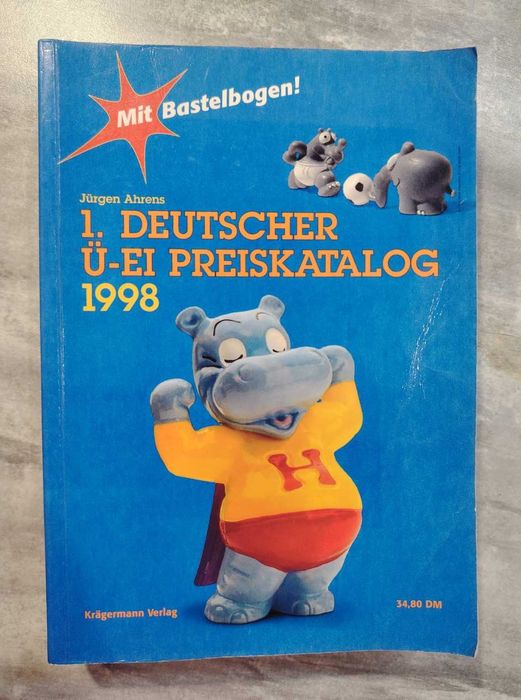 Mit Bastelbogen!
Jürgen Ahrens
1. DEUTSCHER
Ü-EI PREISKATALOG
1998
H
Krägermann Verlag
34,80 DM